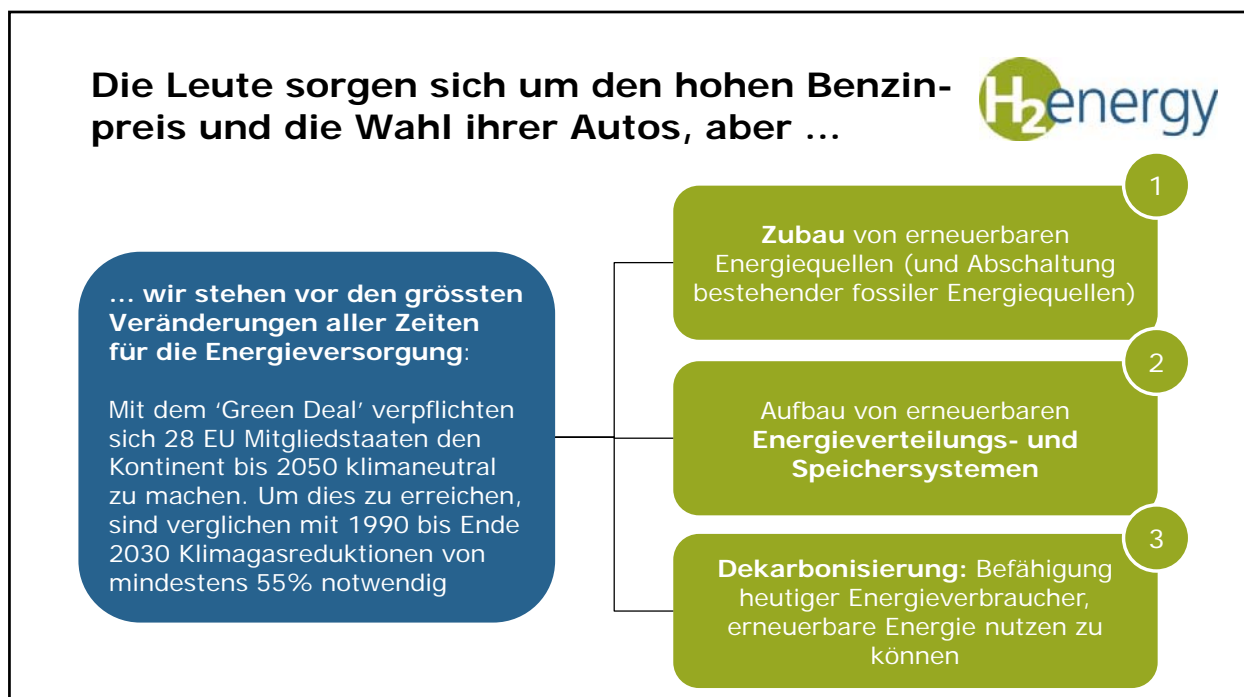 Die Leute sorgen sich um den hohen Benzin-
preis und die Wahl ihrer Autos, aber ...
H2energy
... wir stehen vor den grössten
Veränderungen aller Zeiten
für die Energieversorgung:
Mit dem ‘Green Deal’ verpflichten
sich 28 EU Mitgliedstaaten den
Kontinent bis 2050 klimaneutral
zu machen. Um dies zu erreichen,
sind verglichen mit 1990 bis Ende
2030 Klimagasreduktionen von
mindestens 55% notwendig
1
Zubau von erneuerbaren
Energiequellen (und Abschaltung
bestehender fossiler Energiequellen)
2
Aufbau von erneuerbaren
Energieverteilungs- und
Speichersystemen
3
Dekarbonisierung: Befähigung
heutiger Energieverbraucher,
erneuerbare Energie nutzen zu
können